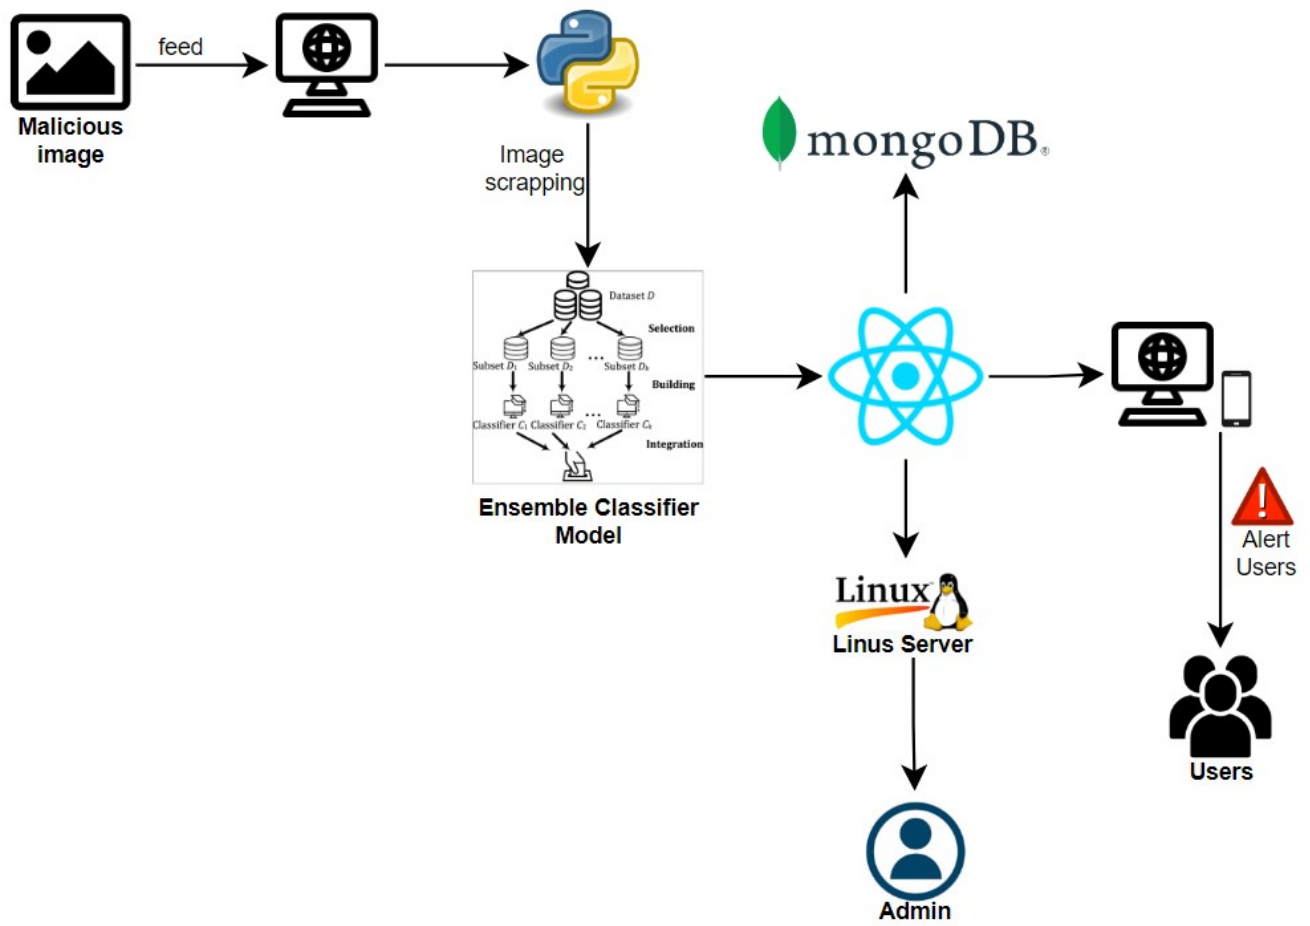 feed
Malicious
image
Image
scrapping
mongoDB®
Dataset D
Selection
Subset D₁ Subset D₂ ... Subset Dₖ
Building
Classifier C₁ Classifier C₂ ... Classifier Cₖ
Integration
Ensemble Classifier
Model
Linux
Linus Server
Admin
Alert
Users
Users